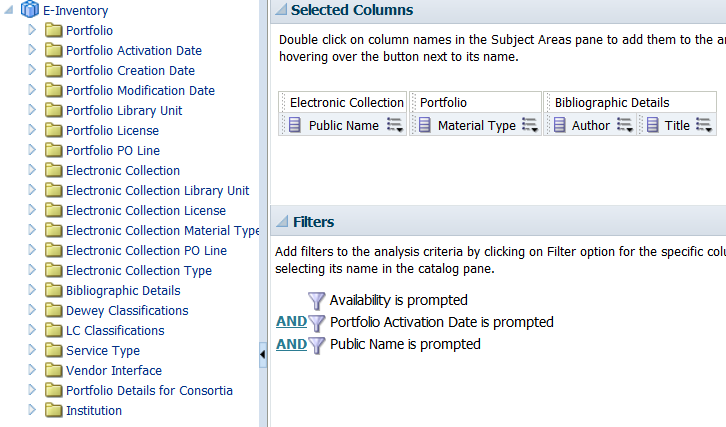 E-Inventory
Portfolio
Portfolio Activation Date
Portfolio Creation Date
Portfolio Modification Date
Portfolio Library Unit
Portfolio License
Portfolio PO Line
Electronic Collection
Electronic Collection Library Unit
Electronic Collection License
Electronic Collection Material Type
Electronic Collection PO Line
Electronic Collection Type
Bibliographic Details
Dewey Classifications
LC Classifications
Service Type
Vendor Interface
Portfolio Details for Consortia
Institution
Selected Columns
Double click on column names in the Subject Areas pane to add them to the
hovering over the button next to its name.
Electronic Collection Portfolio Bibliographic Details
Public Name Material Type Author Title
Filters
Add filters to the analysis criteria by clicking on Filter option for the specific
selecting its name in the catalog pane.
Availability is prompted
AND Portfolio Activation Date is prompted
AND Public Name is prompted